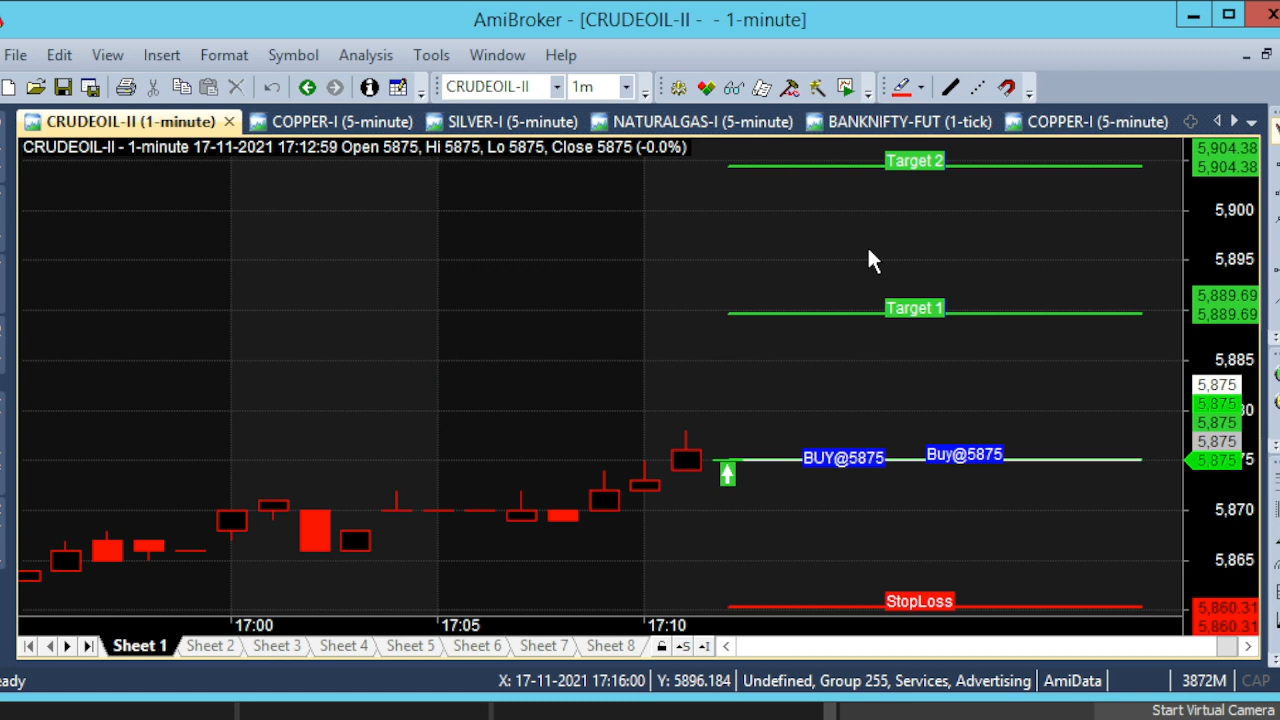 AmiBroker - [CRUDEOIL-II - - 1-minute]
File Edit View Insert Format Symbol Analysis Tools Window Help
CRUDEOIL-II 1m
CRUDEOIL-II (1-minute) COPPER-I (5-minute) SILVER-I (5-minute) NATURALGAS-I (5-minute) BANKNIFTY-FUT (1-tick) COPPER-I (5-minute)
CRUDEOIL-II - 1-minute 17-11-2021 17:12:59 Open 5875, Hi 5875, Lo 5875, Close 5875 (-0.0%)
5,904.38
Target 2
5,904.38
5,900
5,895
5,889.69
Target 1
5,889.69
5,885
5,875
5,875
5,875
5,875
BUY@5875 Buy@5875
5,875
5,870
5,865
StopLoss
5,860.31
5,860.31
17:00 17:05 17:10
Sheet 1 Sheet 2 Sheet 3 Sheet 4 Sheet 5 Sheet 6 Sheet 7 Sheet 8
eady X: 17-11-2021 17:16:00 Y: 5896.184 Undefined, Group 255, Services, Advertising AmiData 3872M CAP
Start Virtual Camera